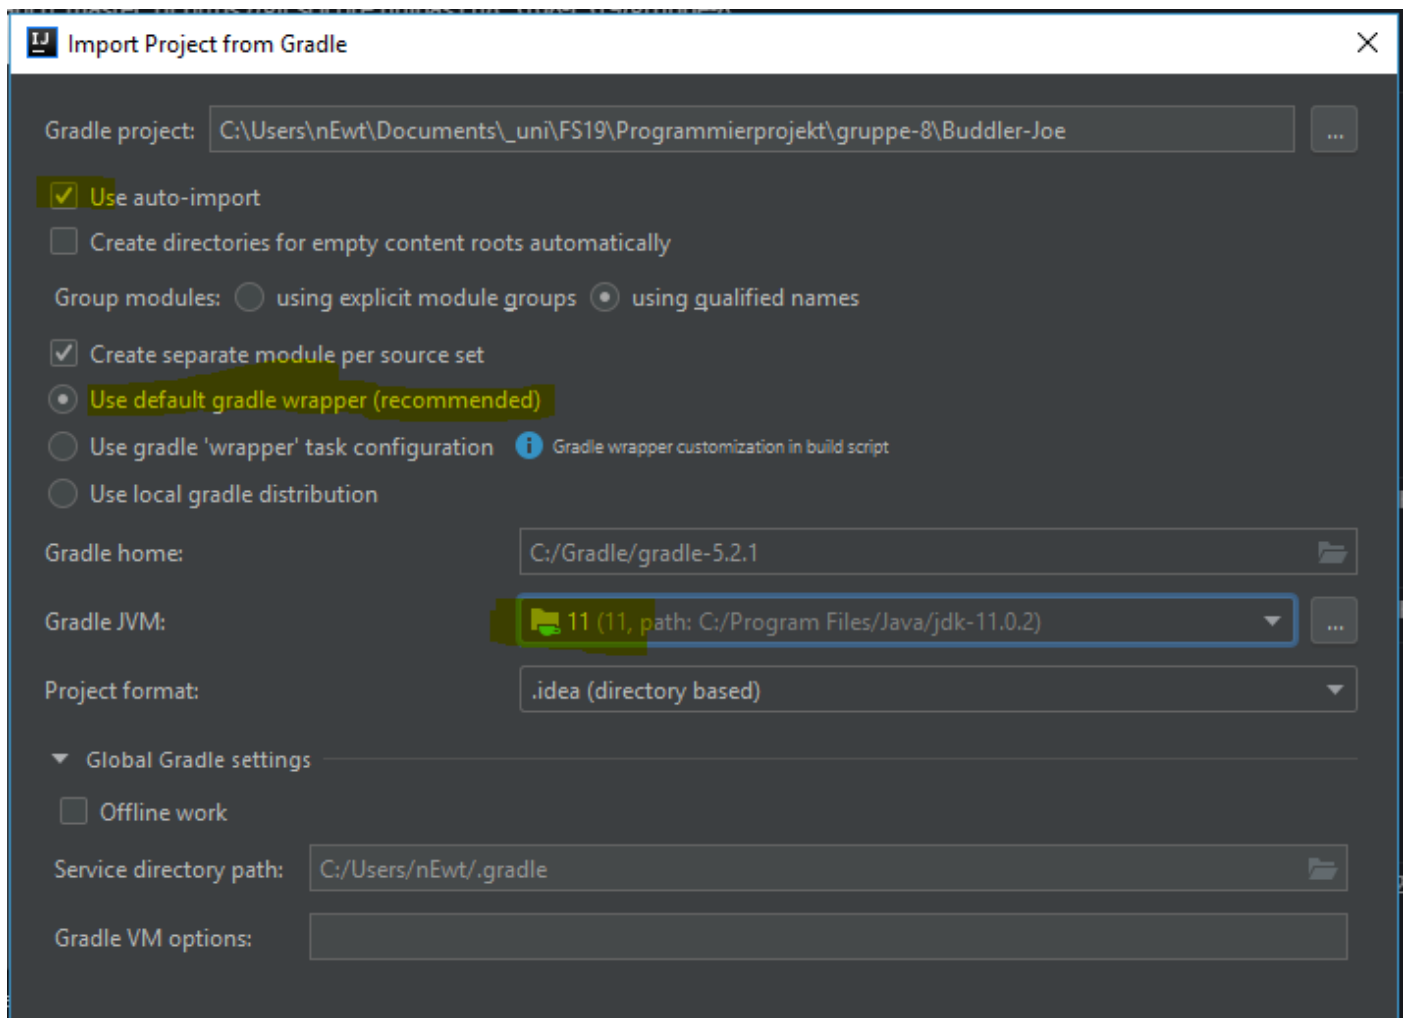 IJ Import Project from Gradle
Gradle project: C:\Users\nEwt\Documents\_uni\FS19\Programmierprojekt\gruppe-8\Buddler-Joe ...
Use auto-import
Create directories for empty content roots automatically
Group modules: using explicit module groups using qualified names
Create separate module per source set
Use default gradle wrapper (recommended)
Use gradle 'wrapper' task configuration i Gradle wrapper customization in build script
Use local gradle distribution
Gradle home: C:/Gradle/gradle-5.2.1
Gradle JVM: 11 (11, path: C:/Program Files/Java/jdk-11.0.2) ...
Project format: .idea (directory based)
Global Gradle settings
Offline work
Service directory path: C:/Users/nEwt/.gradle
Gradle VM options: